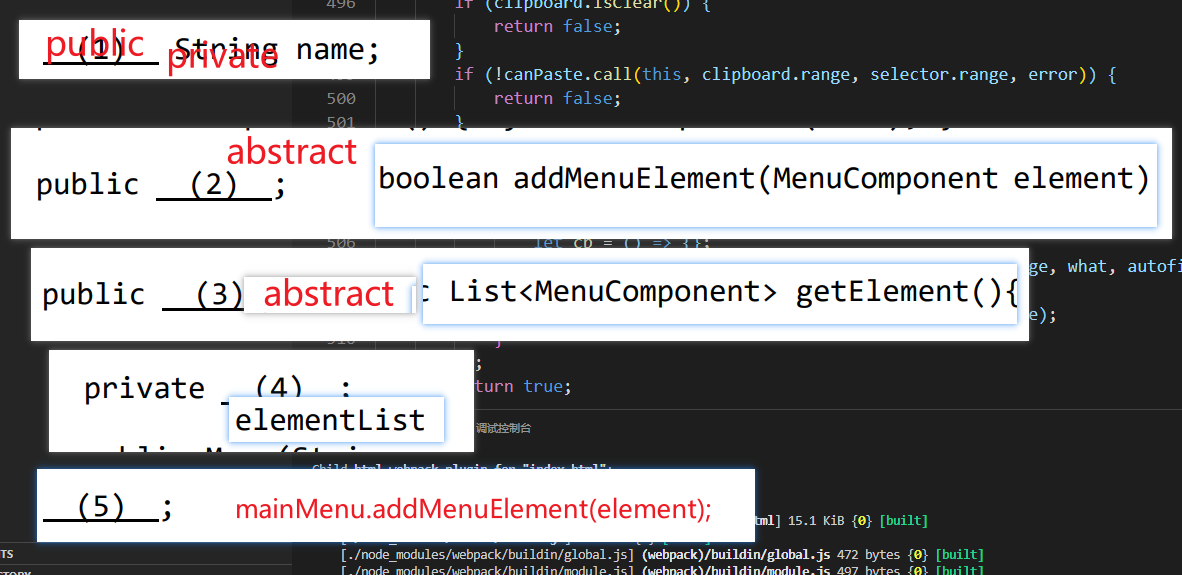 496 if (clipboard.isClear()) {
return false;
public private
(1) String name;
}
if (!canPaste.call(this, clipboard.range, selector.range, error)) {
500 return false;
501 }
abstract
public (2) ; boolean addMenuElement(MenuComponent element)
506 let cb = () => {};
ge, what, autofi
public (3) abstract c List<MenuComponent> getElement(){
e);
}
;
private (4) ; turn true;
elementList
调试控制台
Child html-webpack-plugin for "index.html":
(5) ; mainMenu.addMenuElement(element);
tml] 15.1 KiB {0} [built]
TS
[./node_modules/webpack/buildin/global.js] (webpack)/buildin/global.js 472 bytes {0} [built]
[./node_modules/webpack/buildin/module.js] (webpack)/buildin/module.js 497 bytes {0} [built]